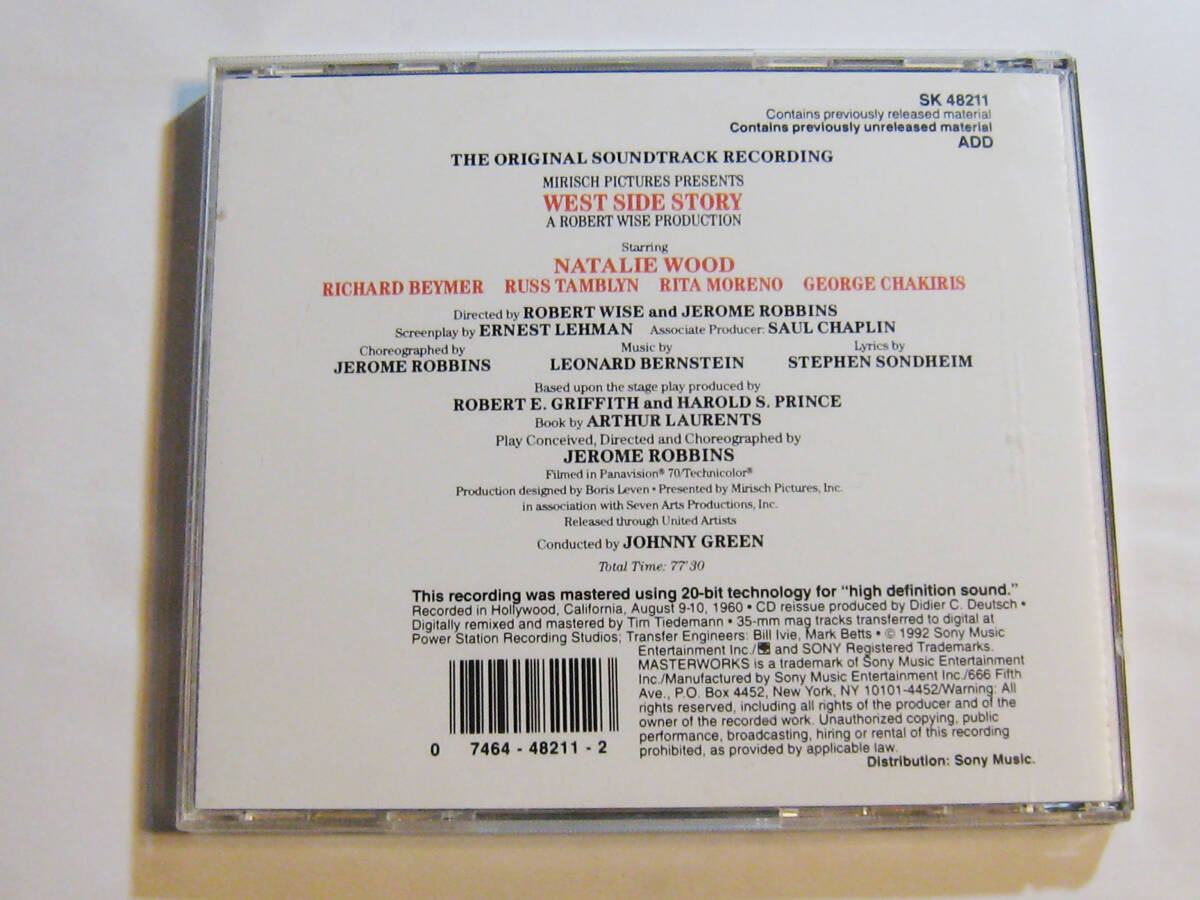 SK 48211
Contains previously released material
Contains previously unreleased material
ADD
THE ORIGINAL SOUNDTRACK RECORDING
MIRISCH PICTURES PRESENTS
WEST SIDE STORY
A ROBERT WISE PRODUCTION
Starring
NATALIE WOOD
RICHARD BEYMER RUSS TAMBLYN RITA MORENO GEORGE CHAKIRIS
Directed by ROBERT WISE and JEROME ROBBINS
Screenplay by ERNEST LEHMAN Associate Producer: SAUL CHAPLIN
Choreographed by Music by Lyrics by
JEROME ROBBINS LEONARD BERNSTEIN STEPHEN SONDHEIM
Based upon the stage play produced by
ROBERT E. GRIFFITH and HAROLD S. PRINCE
Book by ARTHUR LAURENTS
Play Conceived, Directed and Choreographed by
JEROME ROBBINS
Filmed in Panavision® 70/Technicolor®
Production designed by Boris Leven • Presented by Mirisch Pictures, Inc.
in association with Seven Arts Productions, Inc.
Released through United Artists
Conducted by JOHNNY GREEN
Total Time: 77'30
This recording was mastered using 20-bit technology for "high definition sound."
Recorded in Hollywood, California, August 9-10, 1960 • CD reissue produced by Didier C. Deutsch •
Digitally remixed and mastered by Tim Tiedemann • 35-mm mag tracks transferred to digital at
Power Station Recording Studios; Transfer Engineers: Bill Ivie, Mark Betts • © 1992 Sony Music
Entertainment Inc./ and SONY Registered Trademarks.
MASTERWORKS is a trademark of Sony Music Entertainment
Inc./Manufactured by Sony Music Entertainment Inc./666 Fifth
Ave., P.O. Box 4452, New York, NY 10101-4452/Warning: All
rights reserved, including all rights of the producer and of the
owner of the recorded work. Unauthorized copying, public
performance, broadcasting, hiring or rental of this recording
prohibited, as provided by applicable law.
Distribution: Sony Music.
0 7464 - 48211 - 2